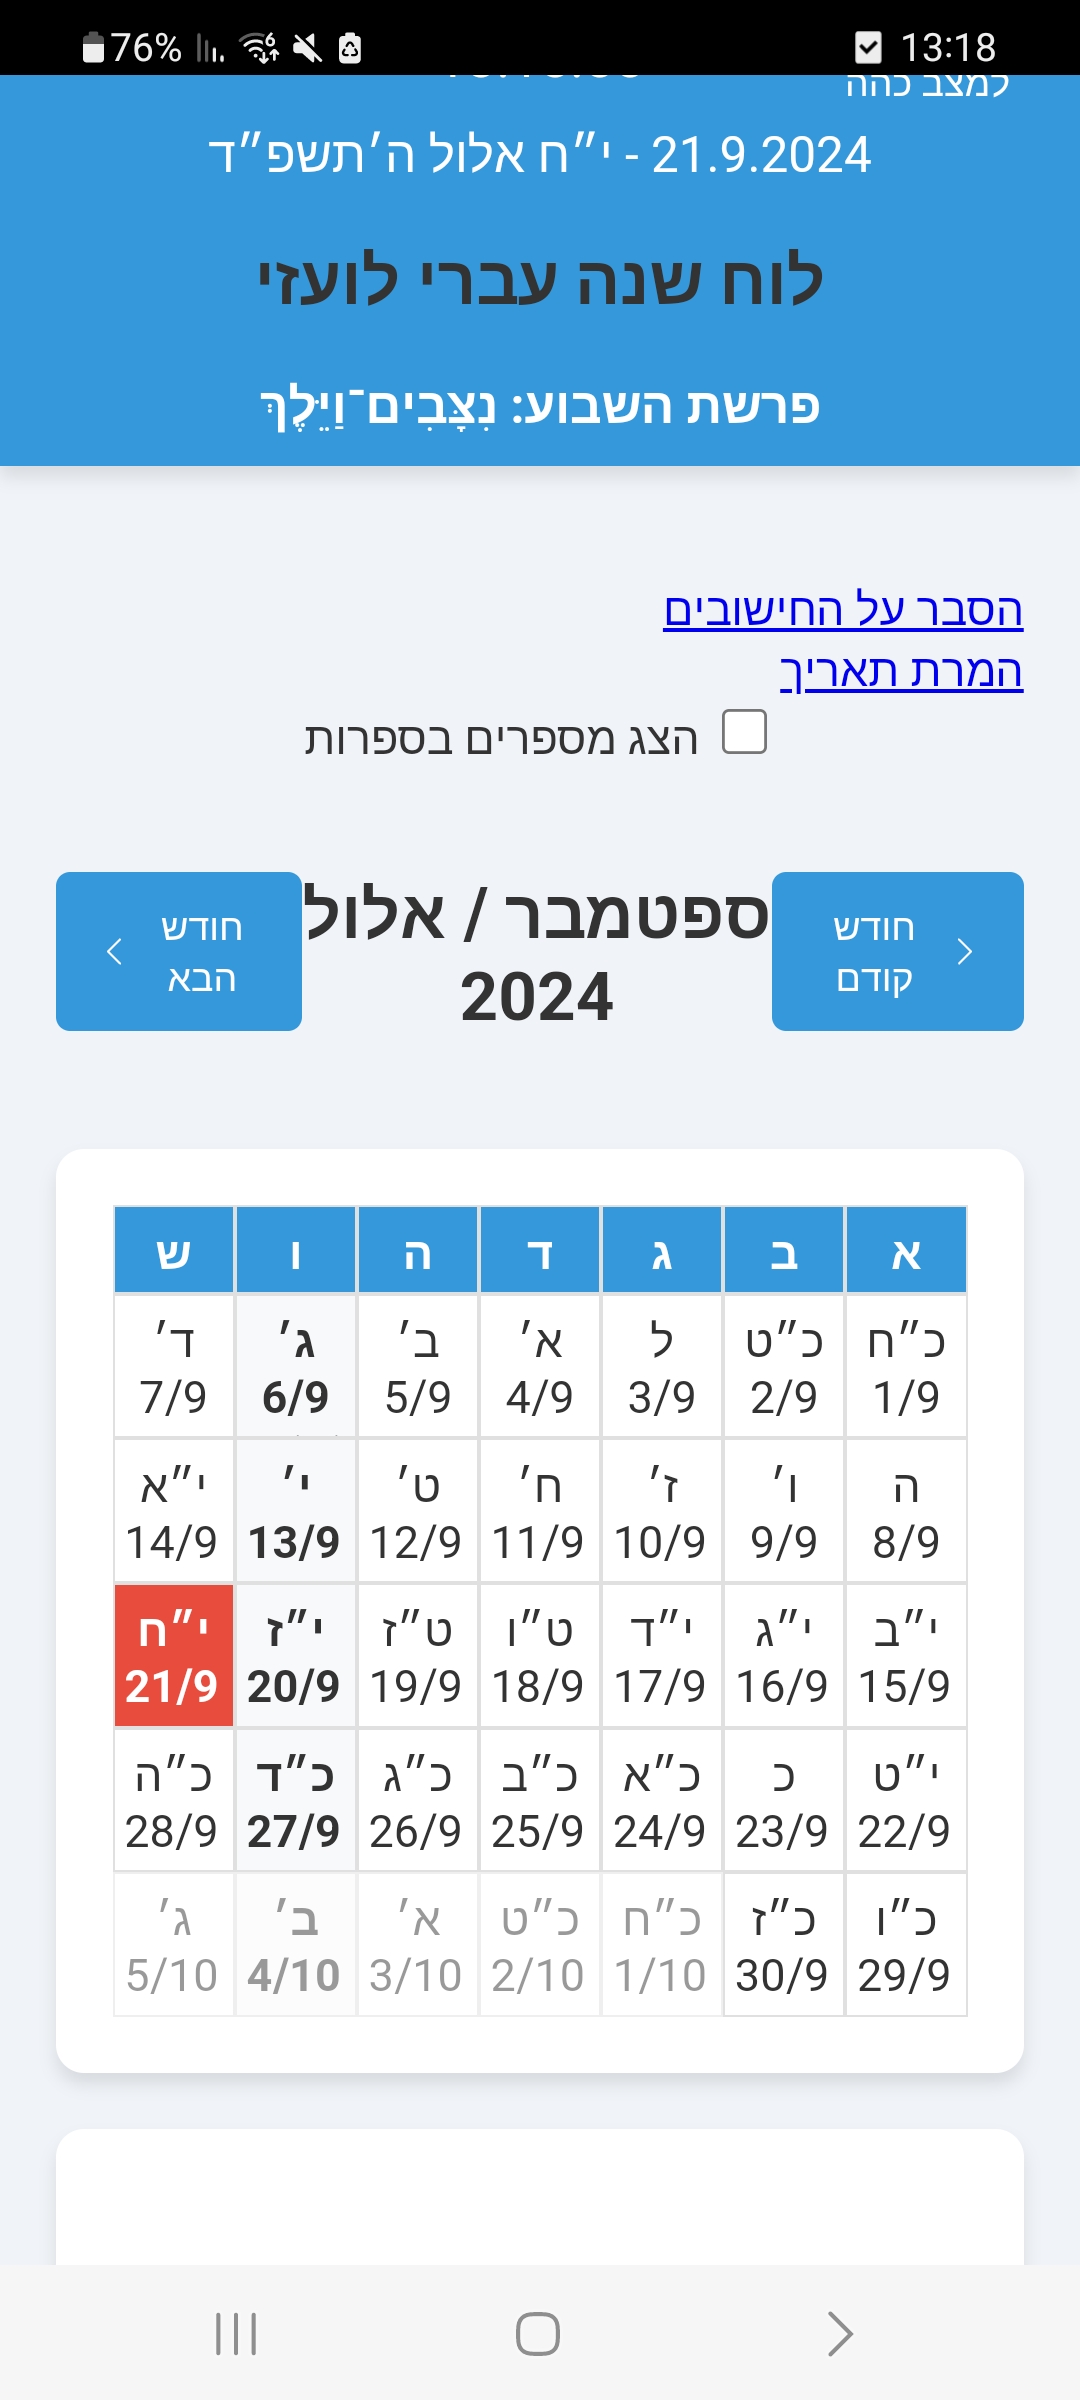 76% 13:18
למצב כהה
21.9.2024 - י״ח אלול ה׳תשפ״ד
לוח שנה עברי לועזי
פרשת השבוע: נִצָּבִים־וַיֵּלֶךְ
הסבר על החישובים
המרת תאריך
הצג מספרים בספרות
חודש קודם
ספטמבר / אלול
2024
חודש הבא
א ב ג ד ה ו ש
כ״ח כ״ט ל א׳ ב׳ ג׳ ד׳
1/9 2/9 3/9 4/9 5/9 6/9 7/9
ה ו׳ ז׳ ח׳ ט׳ י׳ י״א
8/9 9/9 10/9 11/9 12/9 13/9 14/9
י״ב י״ג י״ד ט״ו ט״ז י״ז י״ח
15/9 16/9 17/9 18/9 19/9 20/9 21/9
י״ט כ כ״א כ״ב כ״ג כ״ד כ״ה
22/9 23/9 24/9 25/9 26/9 27/9 28/9
כ״ו כ״ז כ״ח כ״ט א׳ ב׳ ג׳
29/9 30/9 1/10 2/10 3/10 4/10 5/10